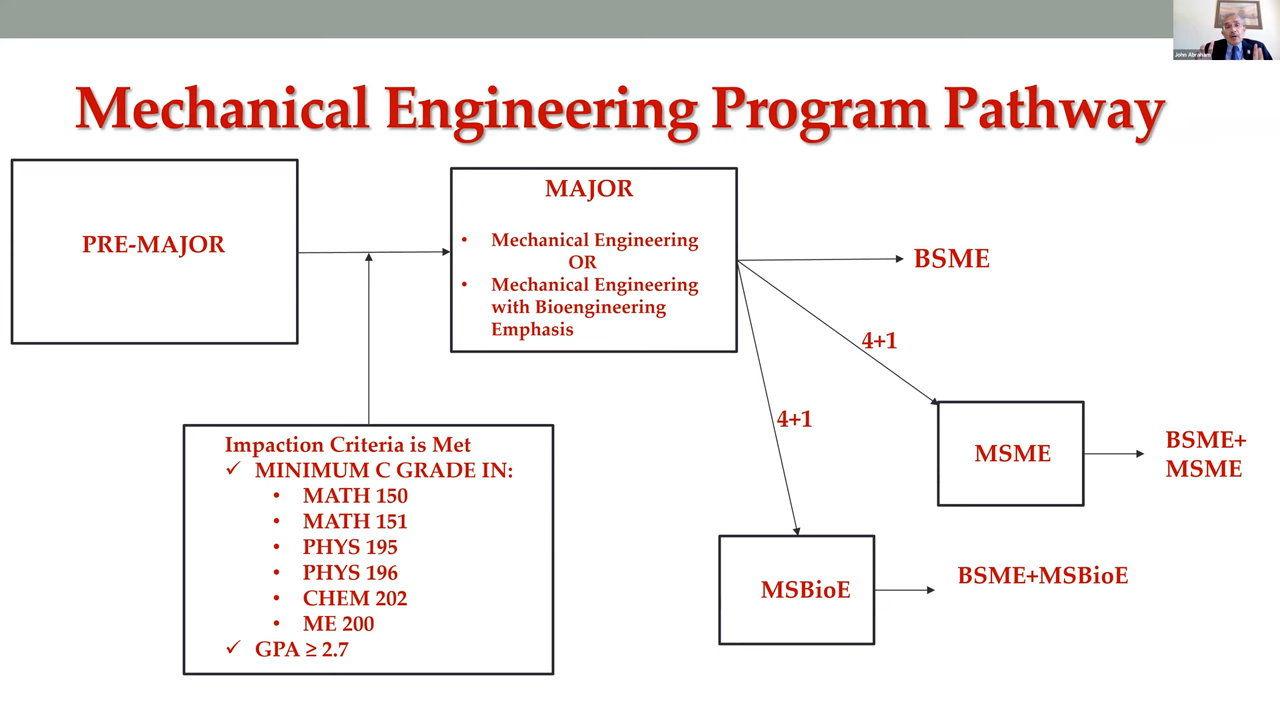 Mechanical Engineering Program Pathway
John Abraham
PRE-MAJOR
MAJOR
• Mechanical Engineering
OR
• Mechanical Engineering
with Bioengineering
Emphasis
BSME
4+1
4+1
MSME
BSME+
MSME
MSBioE
BSME+MSBioE
Impaction Criteria is Met
✓ MINIMUM C GRADE IN:
• MATH 150
• MATH 151
• PHYS 195
• PHYS 196
• CHEM 202
• ME 200
✓ GPA ≥ 2.7